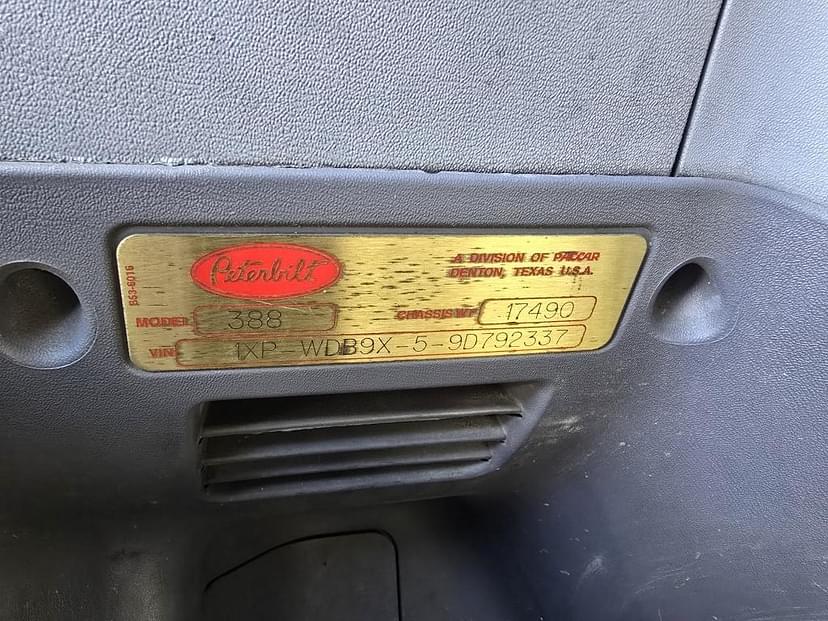 Peterbilt
A DIVISION OF PACCAR
DENTON, TEXAS U.S.A.
B53-6016
MODEL 388
CHASSIS WT 17490
VIN 1XP-WDB9X-5-9D792337